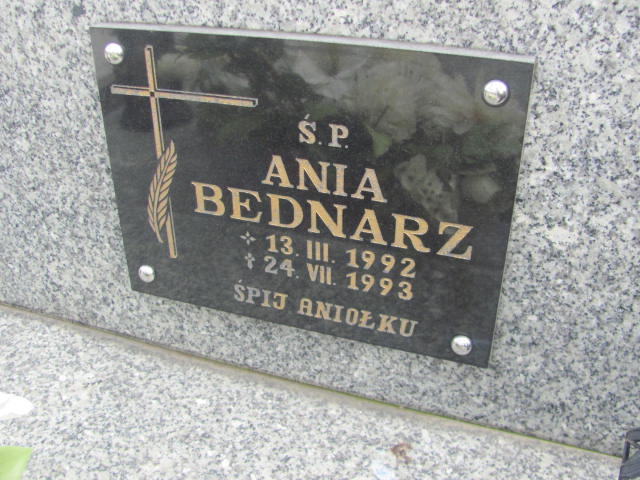 Ś.P.
ANIA
BEDNARZ
✢ 13. III. 1992
✝ 24. VII. 1993
ŚPIJ ANIOŁKU